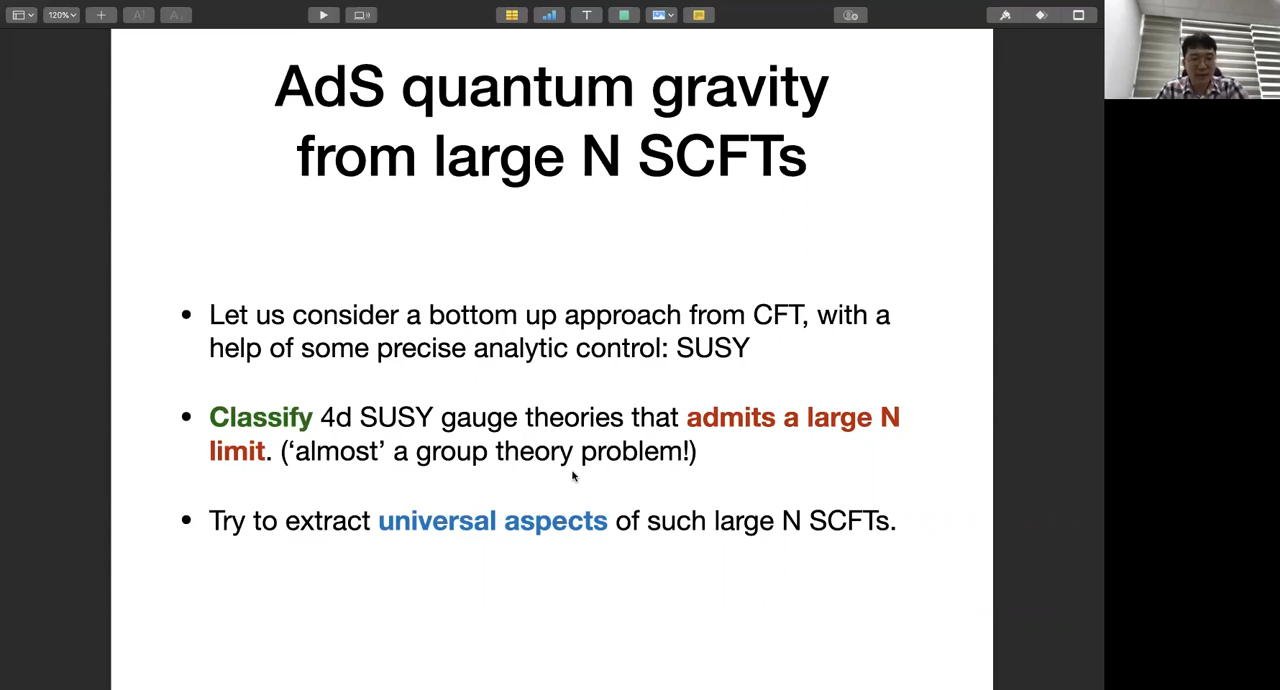 120%
AdS quantum gravity
from large N SCFTs
• Let us consider a bottom up approach from CFT, with a
help of some precise analytic control: SUSY
• Classify 4d SUSY gauge theories that admits a large N
limit. (‘almost’ a group theory problem!)
• Try to extract universal aspects of such large N SCFTs.